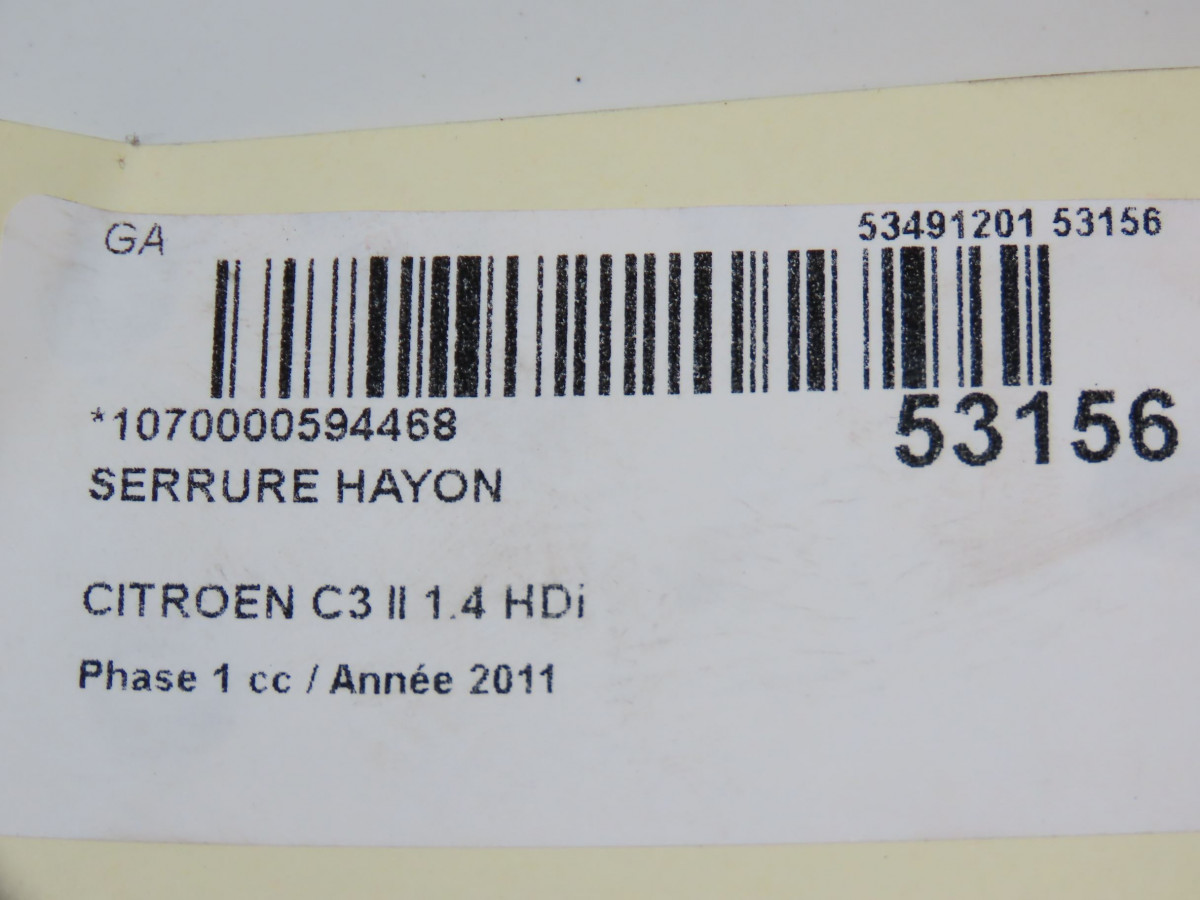 GA
53491201 53156
*1070000594468
53156
SERRURE HAYON
CITROEN C3 II 1.4 HDi
Phase 1 cc / Année 2011